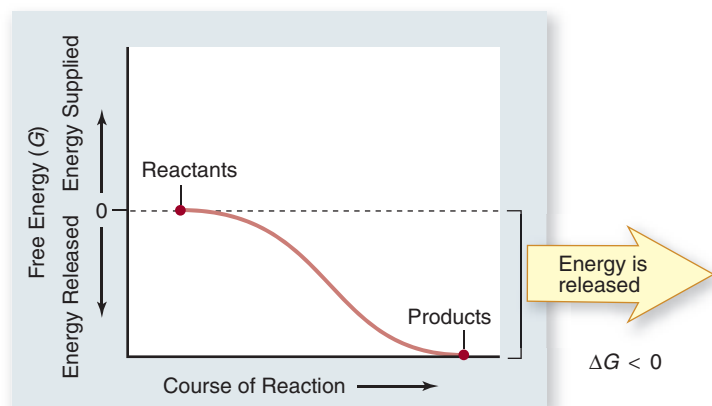 Free Energy (G)
Energy Supplied
Energy Released
Reactants
0
Products
Course of Reaction
Energy is
released
ΔG < 0